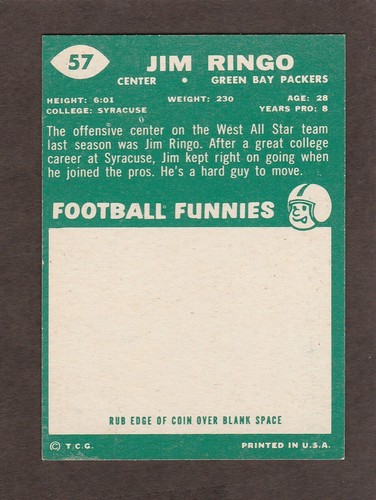 57
JIM RINGO
CENTER • GREEN BAY PACKERS
HEIGHT: 6:01 WEIGHT: 230 AGE: 28
COLLEGE: SYRACUSE YEARS PRO: 8
The offensive center on the West All Star team
last season was Jim Ringo. After a great college
career at Syracuse, Jim kept right on going when
he joined the pros. He's a hard guy to move.
FOOTBALL FUNNIES
RUB EDGE OF COIN OVER BLANK SPACE
© T.C.G. PRINTED IN U.S.A.